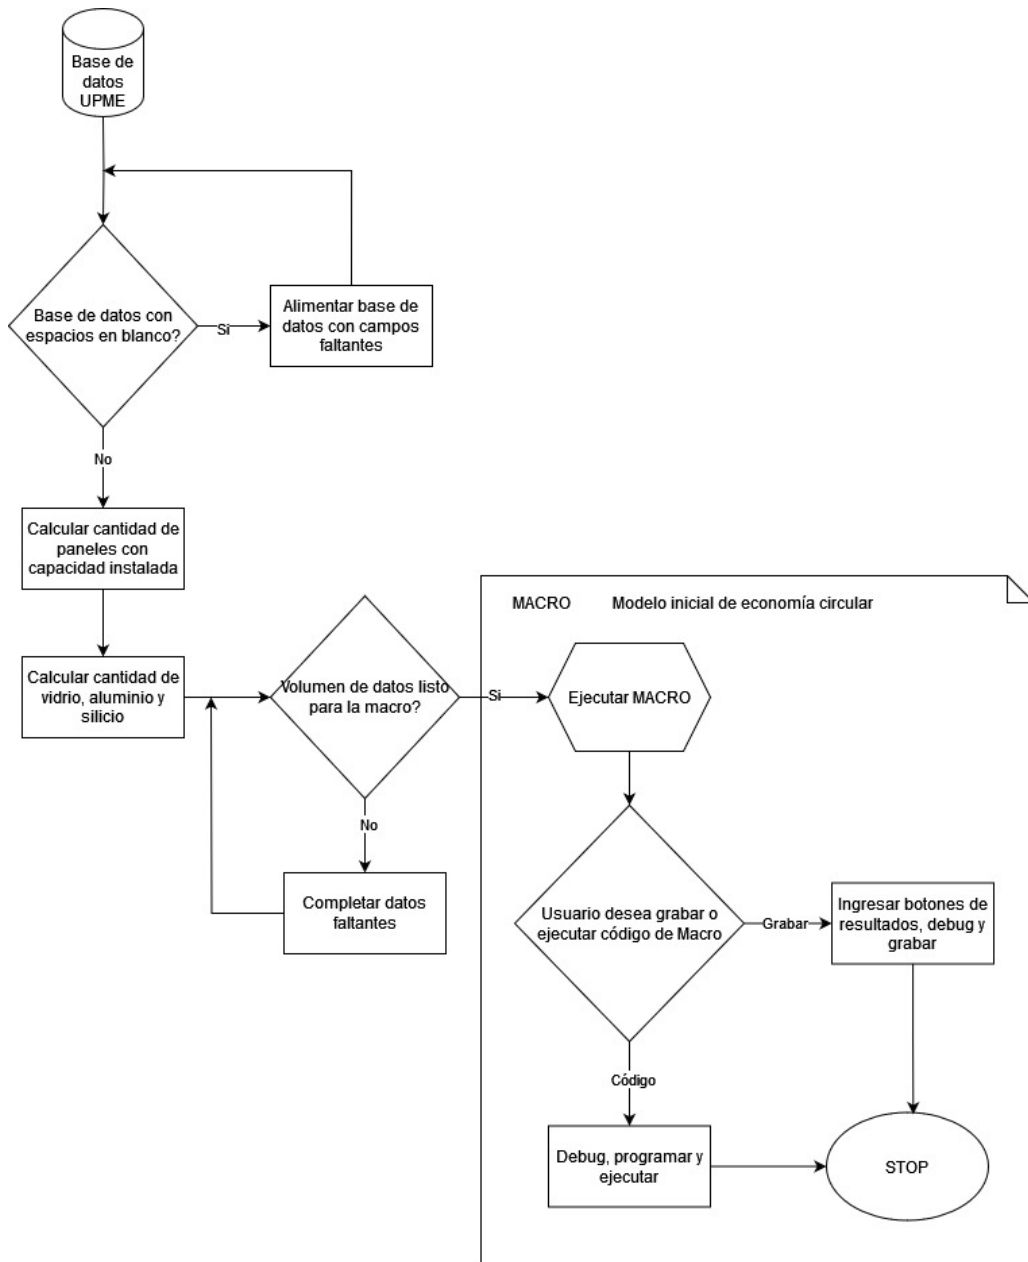 Base de
datos
UPME
Base de datos con
espacios en blanco?
Si
Alimentar base de
datos con campos
faltantes
No
Calcular cantidad de
paneles con
capacidad instalada
Calcular cantidad de
vidrio, aluminio y
silicio
Volumen de datos listo
para la macro?
No
Completar datos
faltantes
Si
MACRO Modelo inicial de economía circular
Ejecutar MACRO
Usuario desea grabar o
ejecutar código de Macro
Grabar
Ingresar botones de
resultados, debug y
grabar
Código
Debug, programar y
ejecutar
STOP